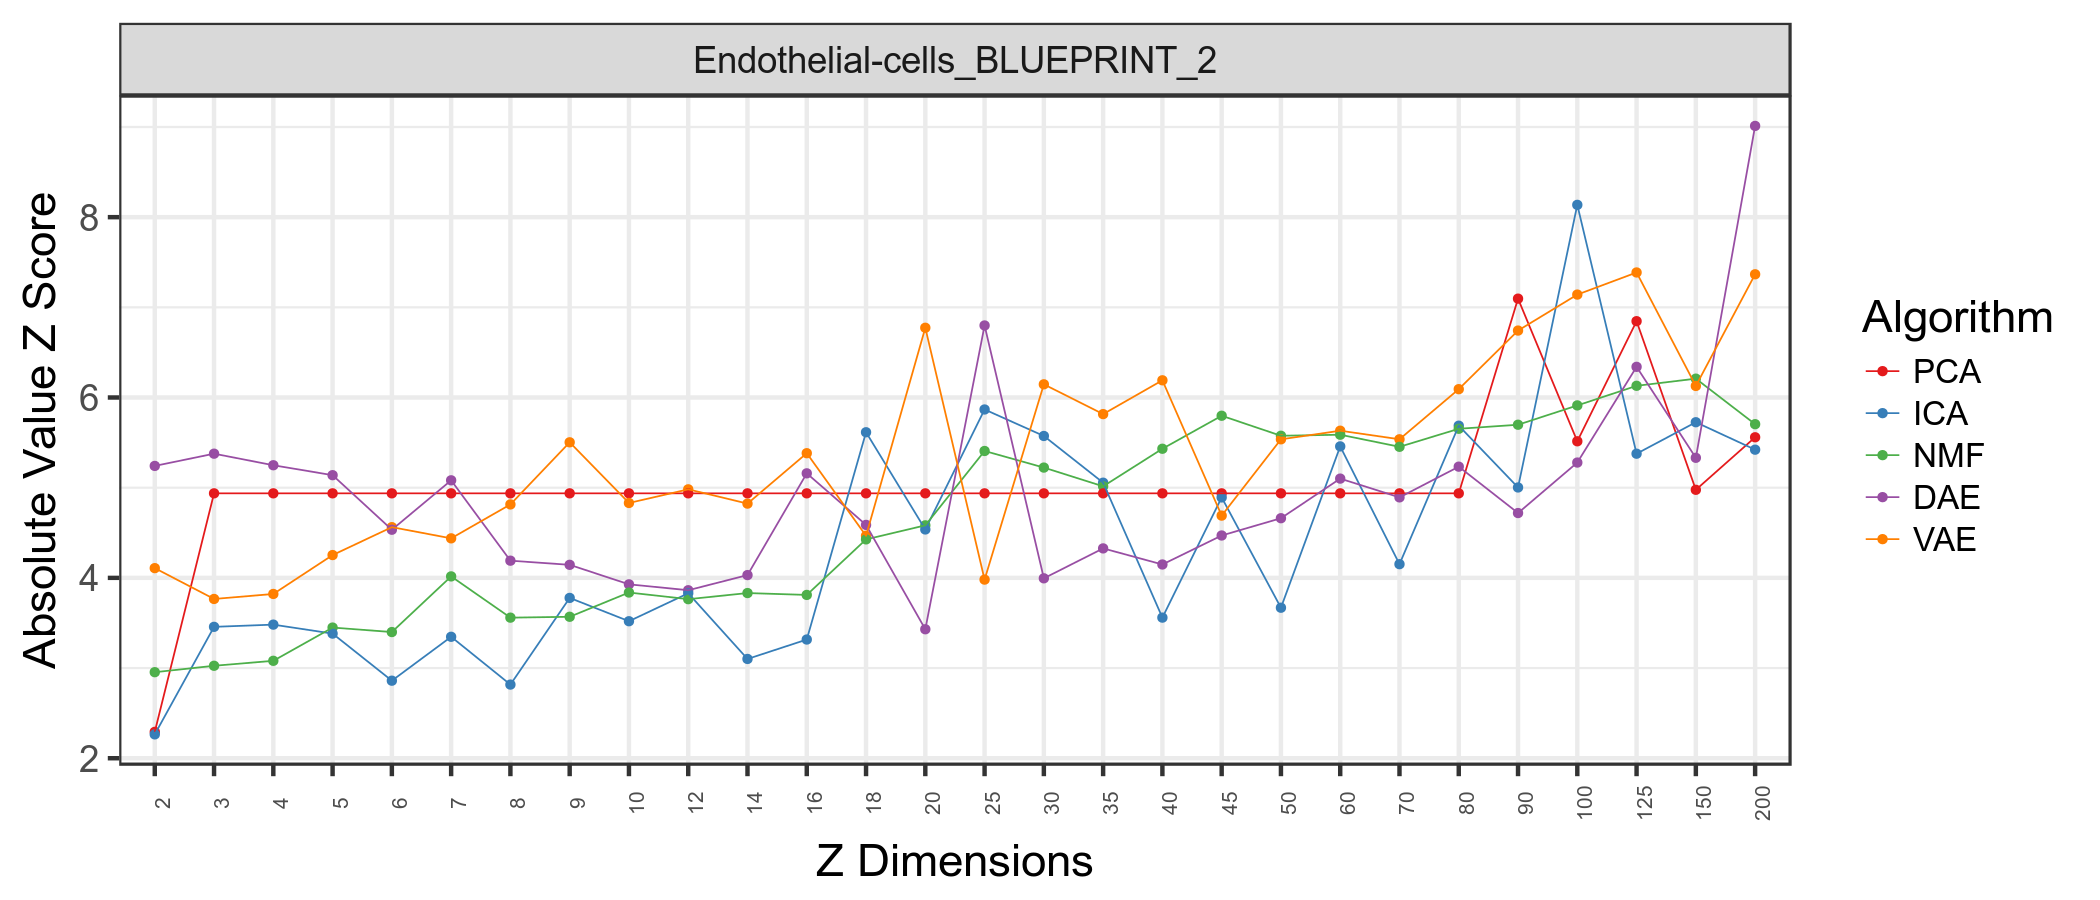 Endothelial-cells_BLUEPRINT_2
Absolute Value Z Score
8
6
4
2
2 3 4 5 6 7 8 9 10 12 14 16 18 20 25 30 35 40 45 50 60 70 80 90 100 125 150 200
Z Dimensions
Algorithm
PCA
ICA
NMF
DAE
VAE